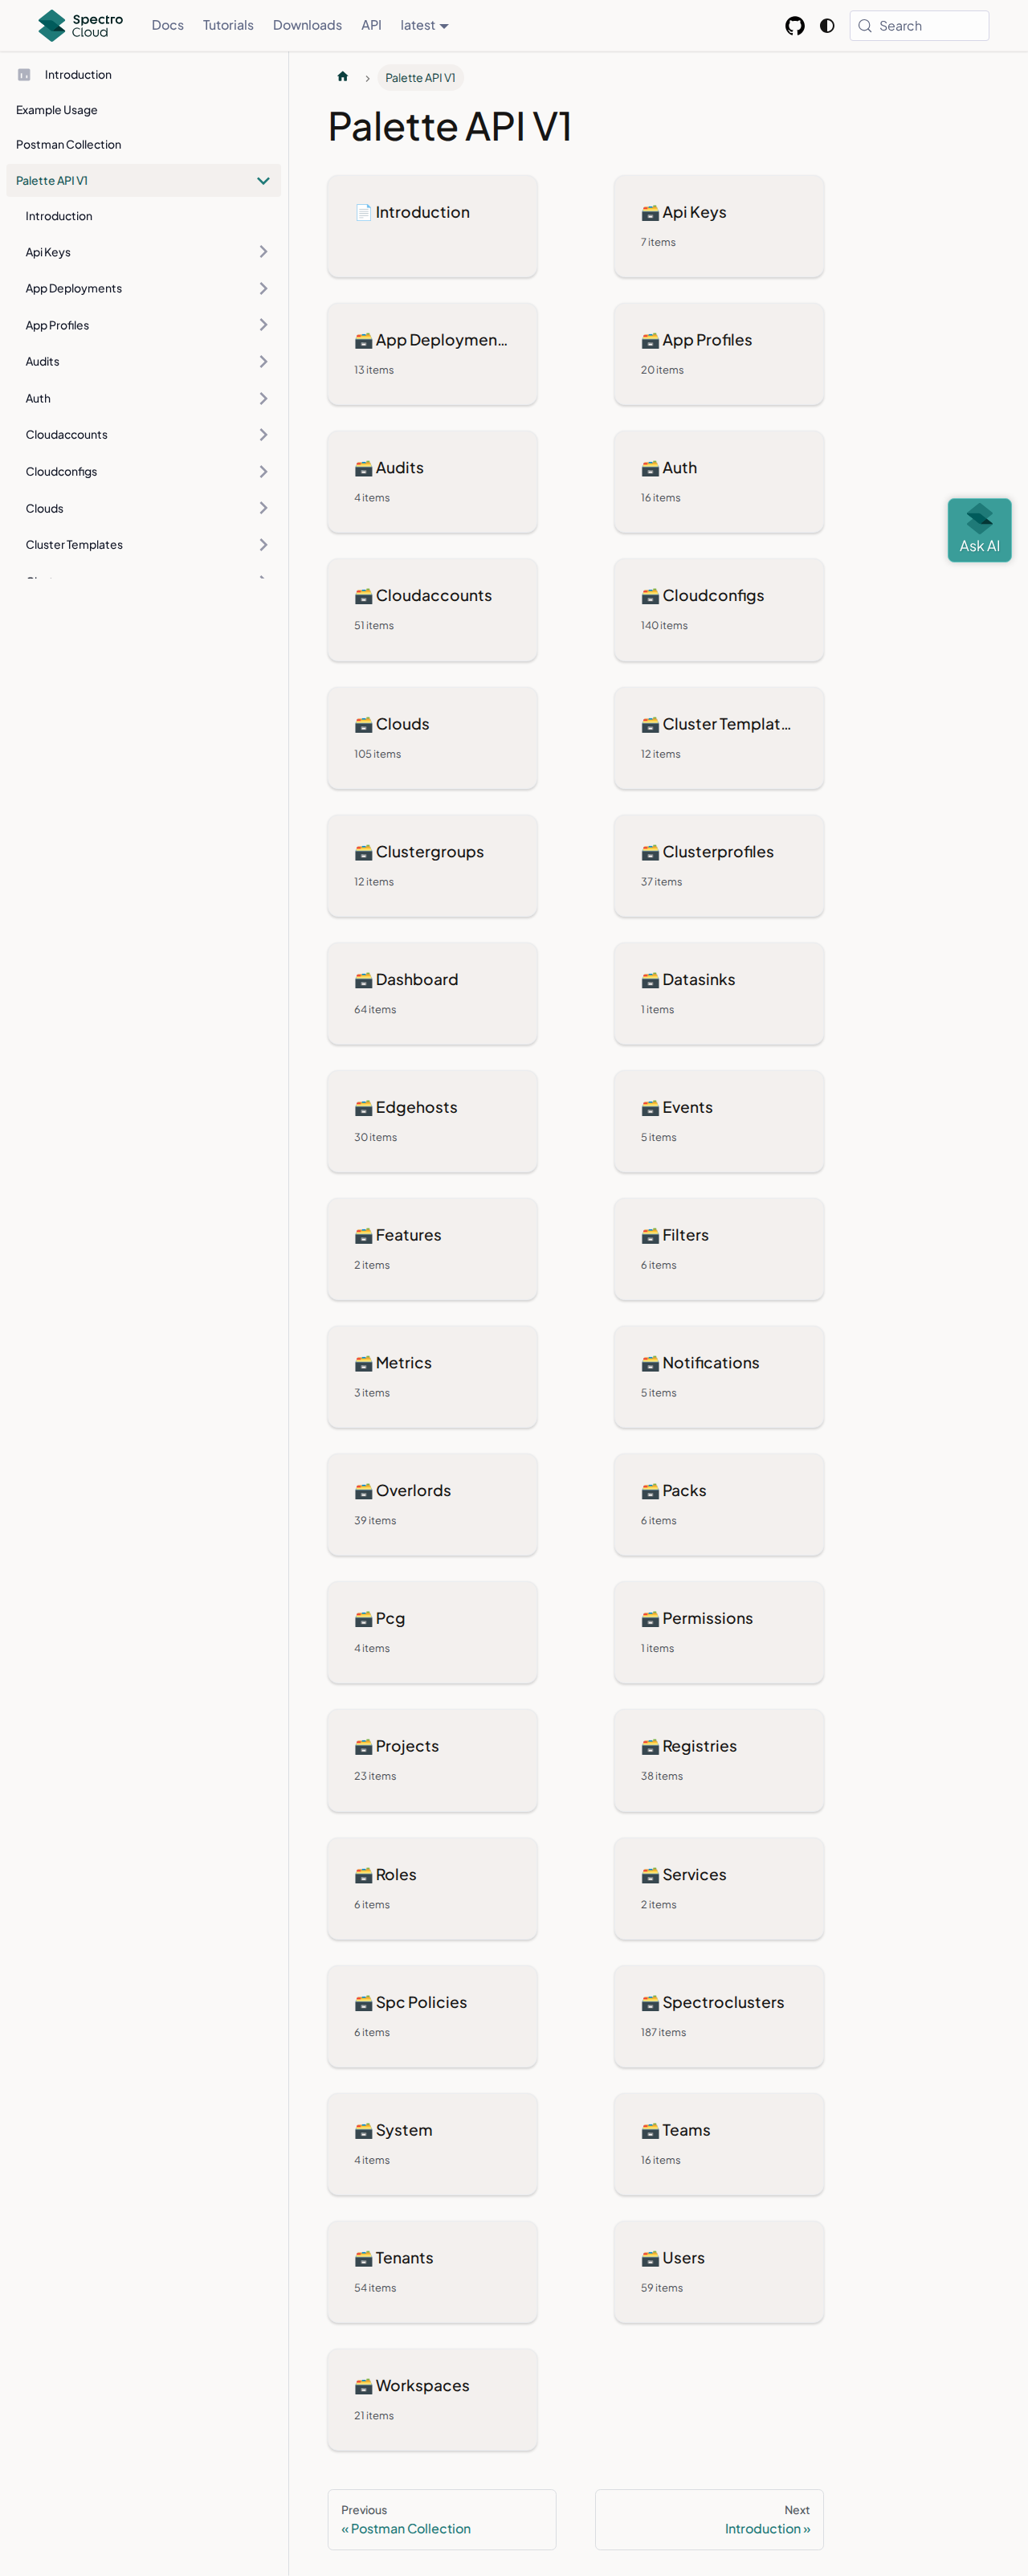 Spectro
Cloud
Docs
Tutorials
Downloads
API
latest
Search
Introduction
Example Usage
Postman Collection
Palette API V1
Introduction
Api Keys
App Deployments
App Profiles
Audits
Auth
Cloudaccounts
Cloudconfigs
Clouds
Cluster Templates
Palette API V1
Palette API V1
Introduction
Api Keys
7 items
App Deploymen...
13 items
App Profiles
20 items
Audits
4 items
Auth
16 items
Cloudaccounts
51 items
Cloudconfigs
140 items
Clouds
105 items
Cluster Templat...
12 items
Clustergroups
12 items
Clusterprofiles
37 items
Dashboard
64 items
Datasinks
1 items
Edgehosts
30 items
Events
5 items
Features
2 items
Filters
6 items
Metrics
3 items
Notifications
5 items
Overlords
39 items
Packs
6 items
Pcg
4 items
Permissions
1 items
Projects
23 items
Registries
38 items
Roles
6 items
Services
2 items
Spc Policies
6 items
Spectroclusters
187 items
System
4 items
Teams
16 items
Tenants
54 items
Users
59 items
Workspaces
21 items
Ask AI
Previous
« Postman Collection
Next
Introduction »